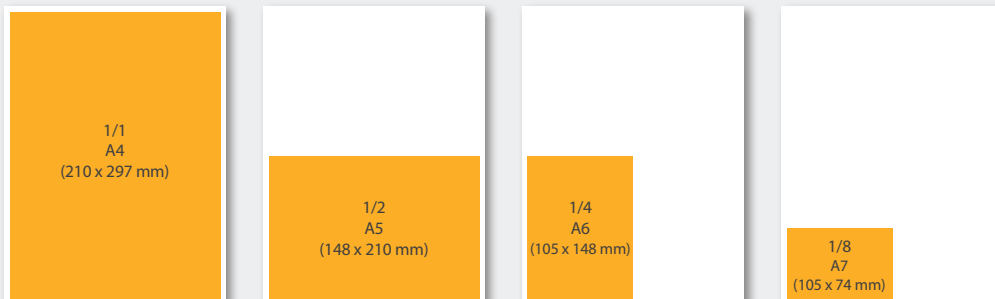 1/1
A4
(210 x 297 mm)
1/2
A5
(148 x 210 mm)
1/4
A6
(105 x 148 mm)
1/8
A7
(105 x 74 mm)